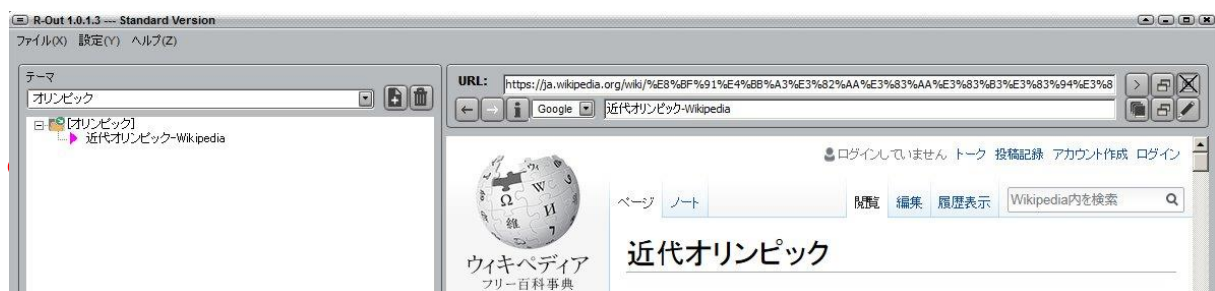 R-Out 1.0.1.3 --- Standard Version
ファイル(X) 設定(Y) ヘルプ(Z)
テーマ
オリンピック
[オリンピック]
近代オリンピック-Wikipedia
URL: https://ja.wikipedia.org/wiki/%E8%BF%91%E4%BB%A3%E3%82%AA%E3%83%AA%E3%83%B3%E3%83%94%E3%8
Google 近代オリンピック-Wikipedia
ログインしていません トーク 投稿記録 アカウント作成 ログイン
ページ ノート 閲覧 編集 履歴表示 Wikipedia内を検索
Ω W И 維 7
ウィキペディア
フリー百科事典
近代オリンピック